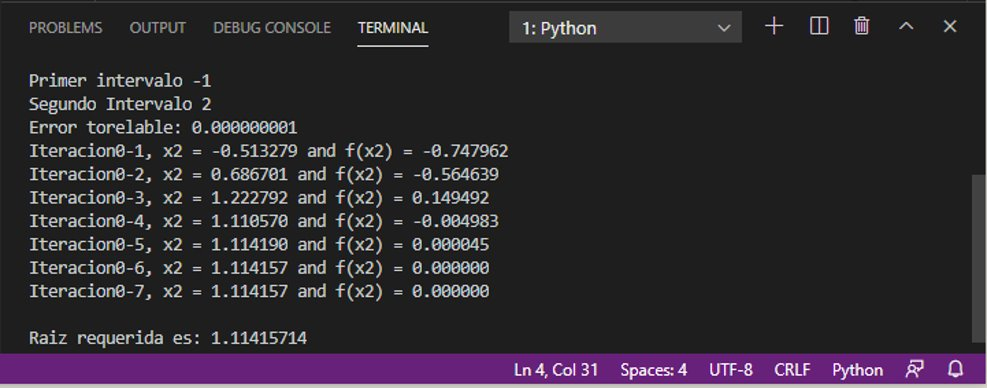 PROBLEMS OUTPUT DEBUG CONSOLE TERMINAL 1: Python
Primer intervalo -1
Segundo Intervalo 2
Error torelable: 0.000000001
Iteracion0-1, x2 = -0.513279 and f(x2) = -0.747962
Iteracion0-2, x2 = 0.686701 and f(x2) = -0.564639
Iteracion0-3, x2 = 1.222792 and f(x2) = 0.149492
Iteracion0-4, x2 = 1.110570 and f(x2) = -0.004983
Iteracion0-5, x2 = 1.114190 and f(x2) = 0.000045
Iteracion0-6, x2 = 1.114157 and f(x2) = 0.000000
Iteracion0-7, x2 = 1.114157 and f(x2) = 0.000000
Raiz requerida es: 1.11415714
Ln 4, Col 31 Spaces: 4 UTF-8 CRLF Python